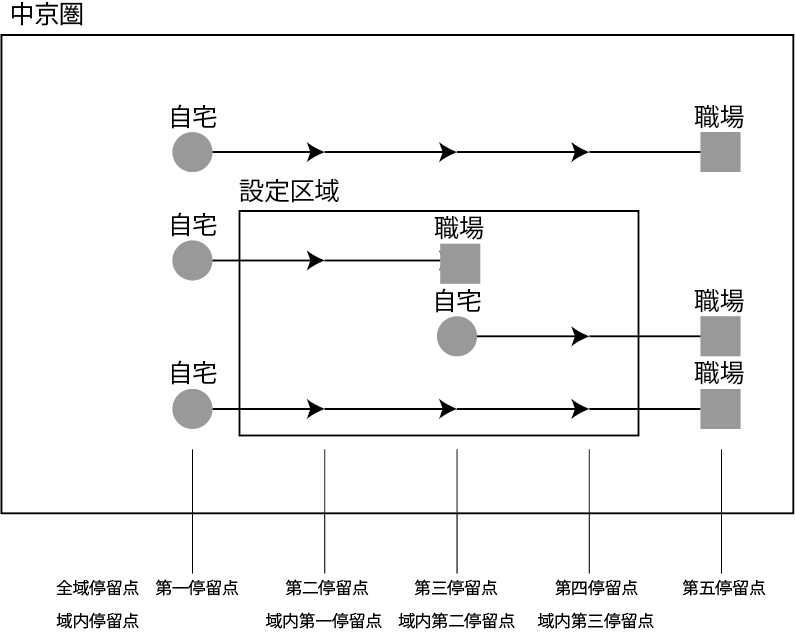 中京圏
自宅
職場
設定区域
自宅
職場
自宅
職場
自宅
職場
全域停留点 第一停留点 第二停留点 第三停留点 第四停留点 第五停留点
域内停留点 域内第一停留点 域内第二停留点 域内第三停留点